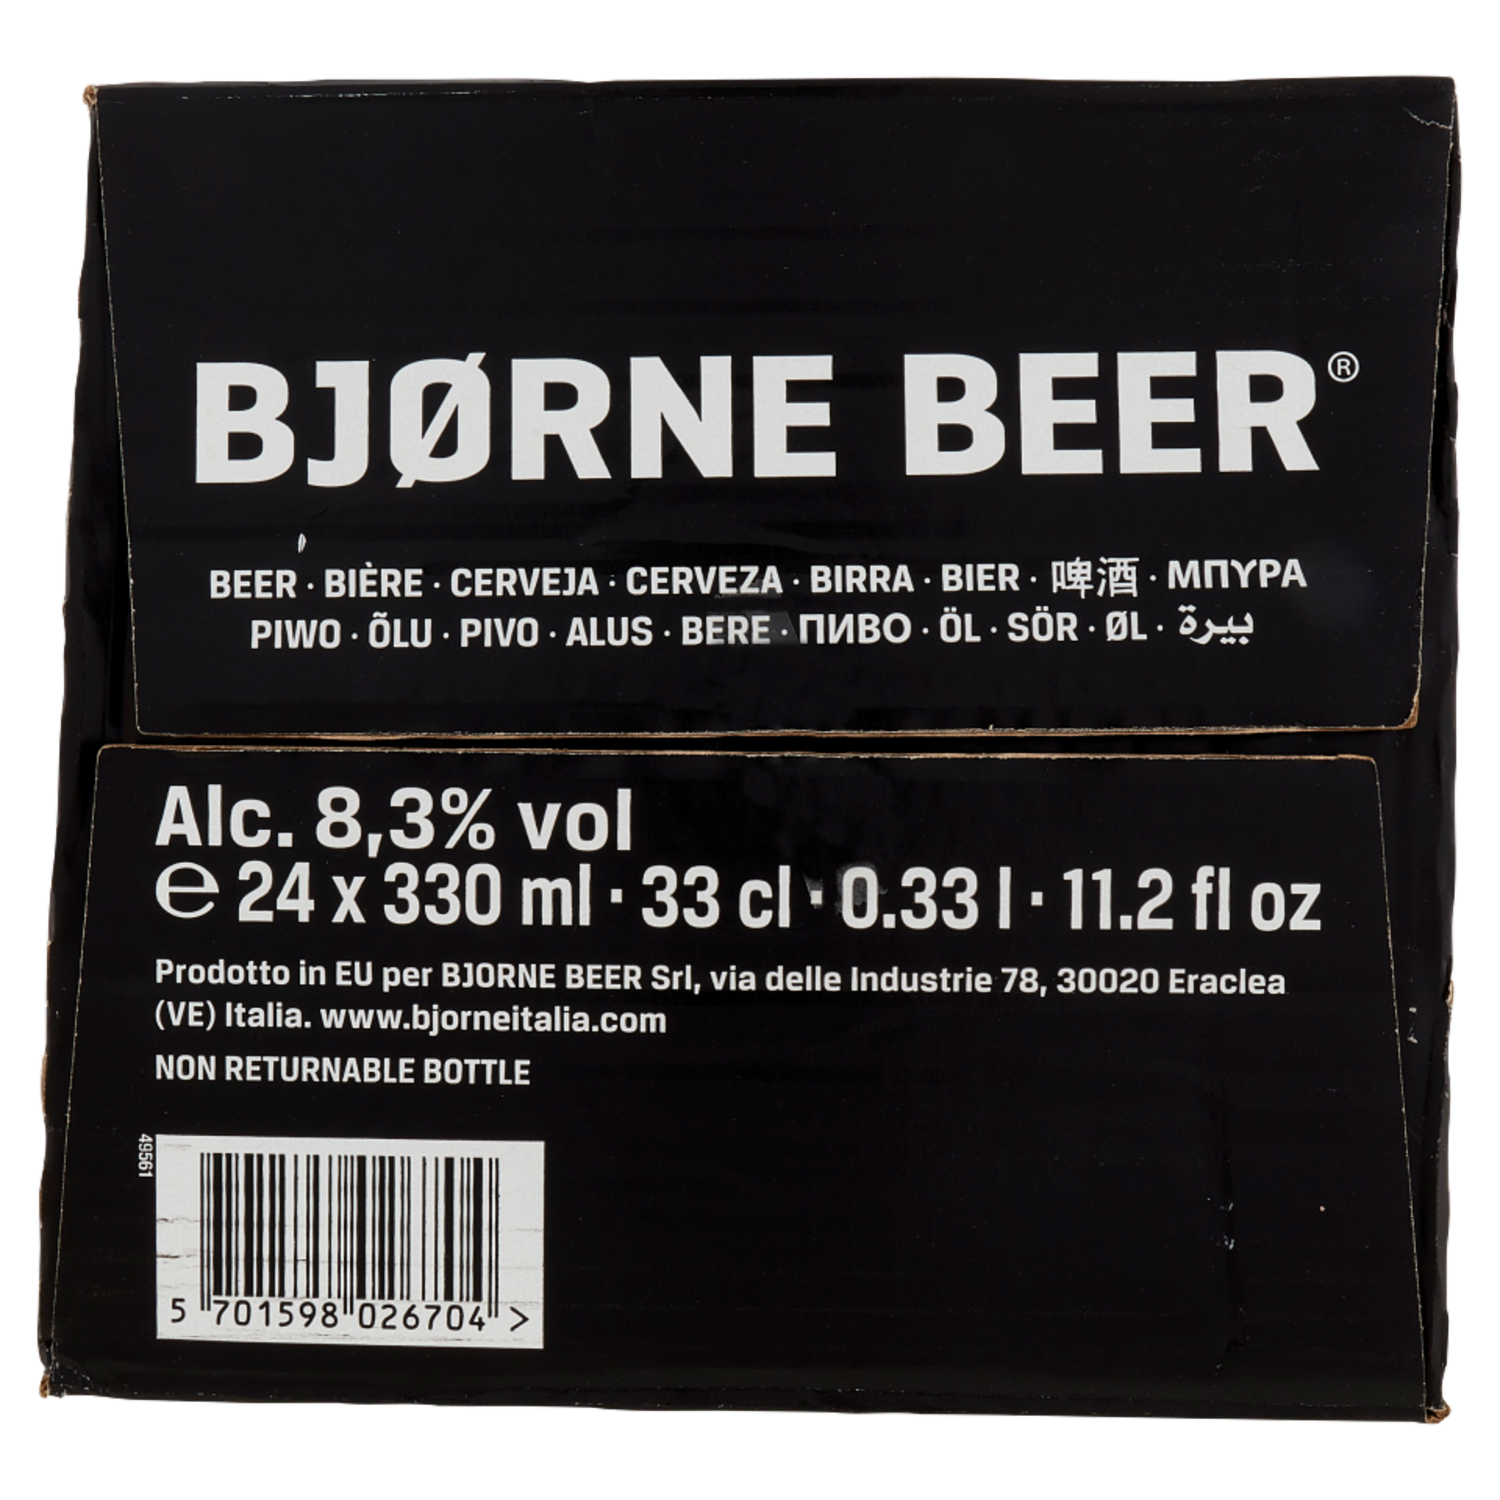 BJØRNE BEER®
BEER · BIÈRE · CERVEJA · CERVEZA · BIRRA · BIER · 啤酒 · ΜΠΥΡΑ
PIWO · ÕLU · PIVO · ALUS · BERE · ПИВО · ÖL · SÖR · ØL · بيرة
Alc. 8,3% vol
℮ 24 x 330 ml · 33 cl · 0.33 l · 11.2 fl oz
Prodotto in EU per BJORNE BEER Srl, via delle Industrie 78, 30020 Eraclea
(VE) Italia. www.bjorneitalia.com
NON RETURNABLE BOTTLE
49561
5 701598 026704 >